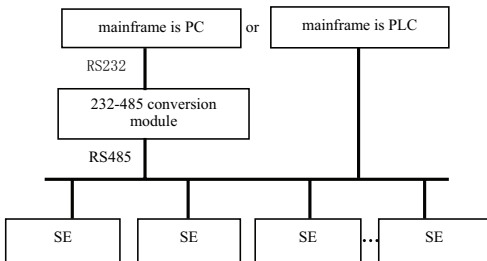 mainframe is PC or mainframe is PLC
RS232
232-485 conversion
module
RS485
SE SE SE ... SE